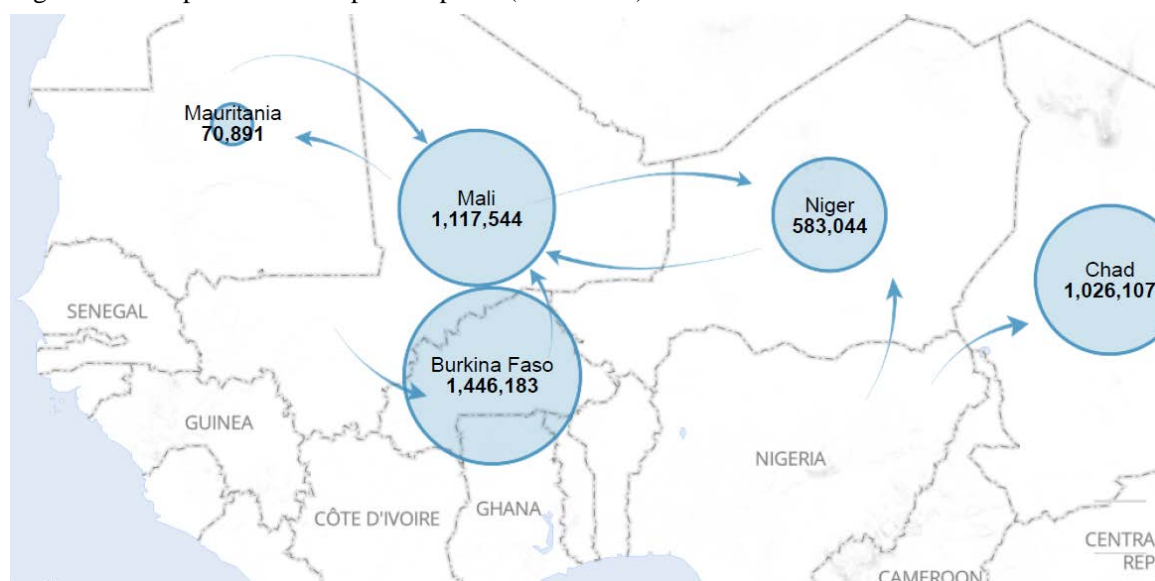 Mauritania
70,891
Mali
1,117,544
Niger
583,044
Chad
1,026,107
SENEGAL
Burkina Faso
1,446,183
GUINEA
NIGERIA
GHANA
CÔTE D'IVOIRE
CENTRA
REP
CAMEROON